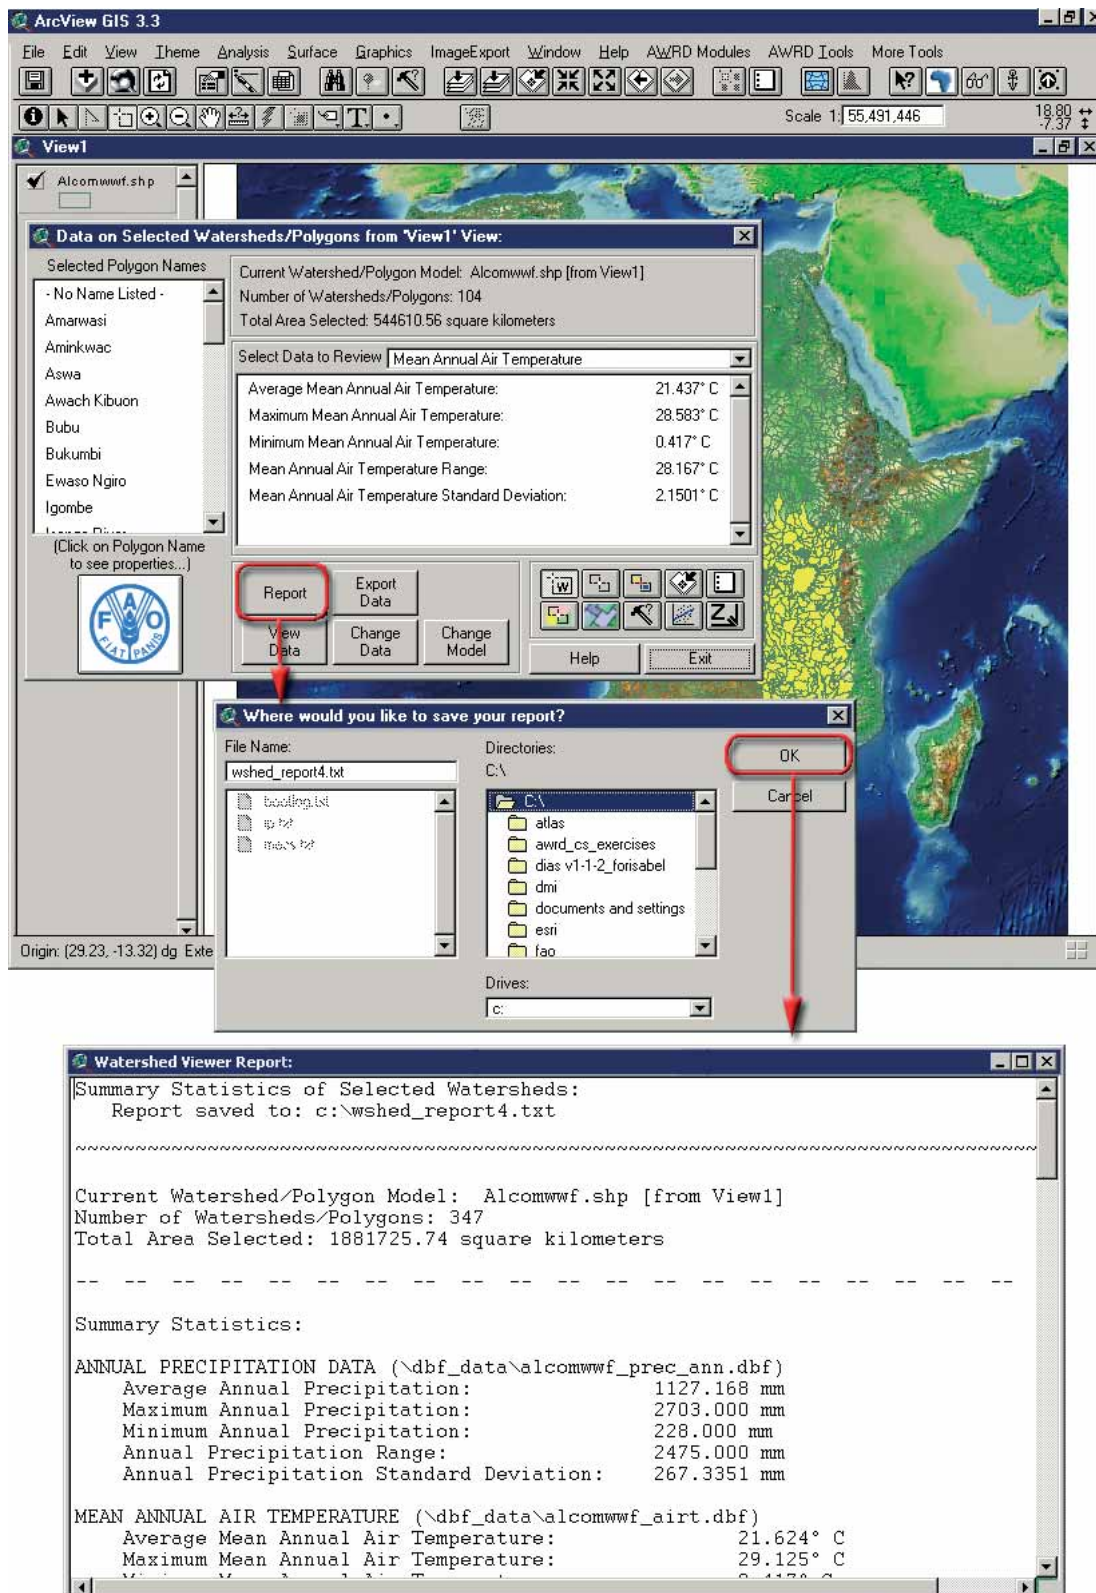 ArcView GIS 3.3
File Edit View Theme Analysis Surface Graphics ImageExport Window Help AWRD Modules AWRD Tools More Tools
Scale 1: 55,491,446
18.80
-7.37
View1
Alcomwwf.shp
Data on Selected Watersheds/Polygons from 'View1' View:
Selected Polygon Names
- No Name Listed -
Amarwasi
Aminkwac
Aswa
Awach Kibuon
Bubu
Bukumbi
Ewaso Ngiro
Igombe
(Click on Polygon Name
to see properties...)
FAO
FIAT PANIS
Current Watershed/Polygon Model: Alcomwwf.shp [from View1]
Number of Watersheds/Polygons: 104
Total Area Selected: 544610.56 square kilometers
Select Data to Review Mean Annual Air Temperature
Average Mean Annual Air Temperature: 21.437° C
Maximum Mean Annual Air Temperature: 28.583° C
Minimum Mean Annual Air Temperature: 0.417° C
Mean Annual Air Temperature Range: 28.167° C
Mean Annual Air Temperature Standard Deviation: 2.1501° C
Report
Export
Data
View
Data
Change
Data
Change
Model
Help
Exit
Where would you like to save your report?
File Name:
wshed_report4.txt
bootlog.txt
ip.txt
Directories:
C:\
C:\
atlas
awrd_cs_exercises
dias v1-1-2_forisabel
dmi
documents and settings
esri
fao
Drives:
c:
OK
Cancel
Origin: (29.23, -13.32) dg Exte
Watershed Viewer Report:
Summary Statistics of Selected Watersheds:
Report saved to: c:\wshed_report4.txt
~~~~~~~~~~~~~~~~~~~~~~~~~~~~~~~~~~~~~~~~~~~~~~~~~~~~~~~~~~~~~~~~~~~~~~~~~~~~~~~~
Current Watershed/Polygon Model: Alcomwwf.shp [from View1]
Number of Watersheds/Polygons: 347
Total Area Selected: 1881725.74 square kilometers
-- -- -- -- -- -- -- -- -- -- -- -- -- -- -- -- -- -- -- --
Summary Statistics:
ANNUAL PRECIPITATION DATA (\dbf_data\alcomwwf_prec_ann.dbf)
Average Annual Precipitation: 1127.168 mm
Maximum Annual Precipitation: 2703.000 mm
Minimum Annual Precipitation: 228.000 mm
Annual Precipitation Range: 2475.000 mm
Annual Precipitation Standard Deviation: 267.3351 mm
MEAN ANNUAL AIR TEMPERATURE (\dbf_data\alcomwwf_airt.dbf)
Average Mean Annual Air Temperature: 21.624° C
Maximum Mean Annual Air Temperature: 29.125° C